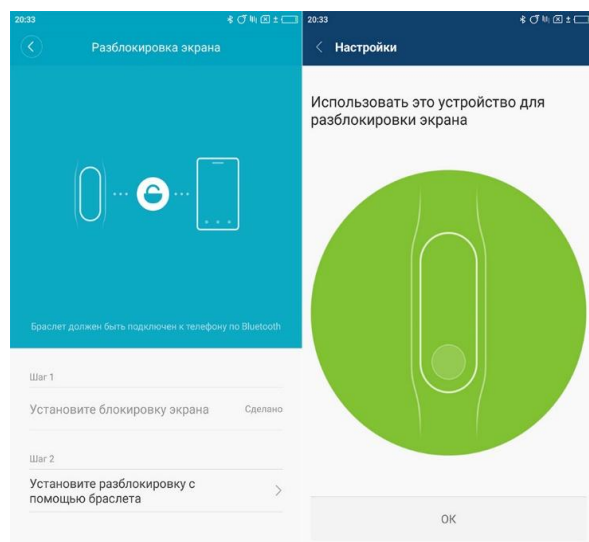 20:33
Разблокировка экрана
Браслет должен быть подключен к телефону по Bluetooth
Шаг 1
Установите блокировку экрана Сделано
Шаг 2
Установите разблокировку с
помощью браслета
20:33
Настройки
Использовать это устройство для
разблокировки экрана
ОК